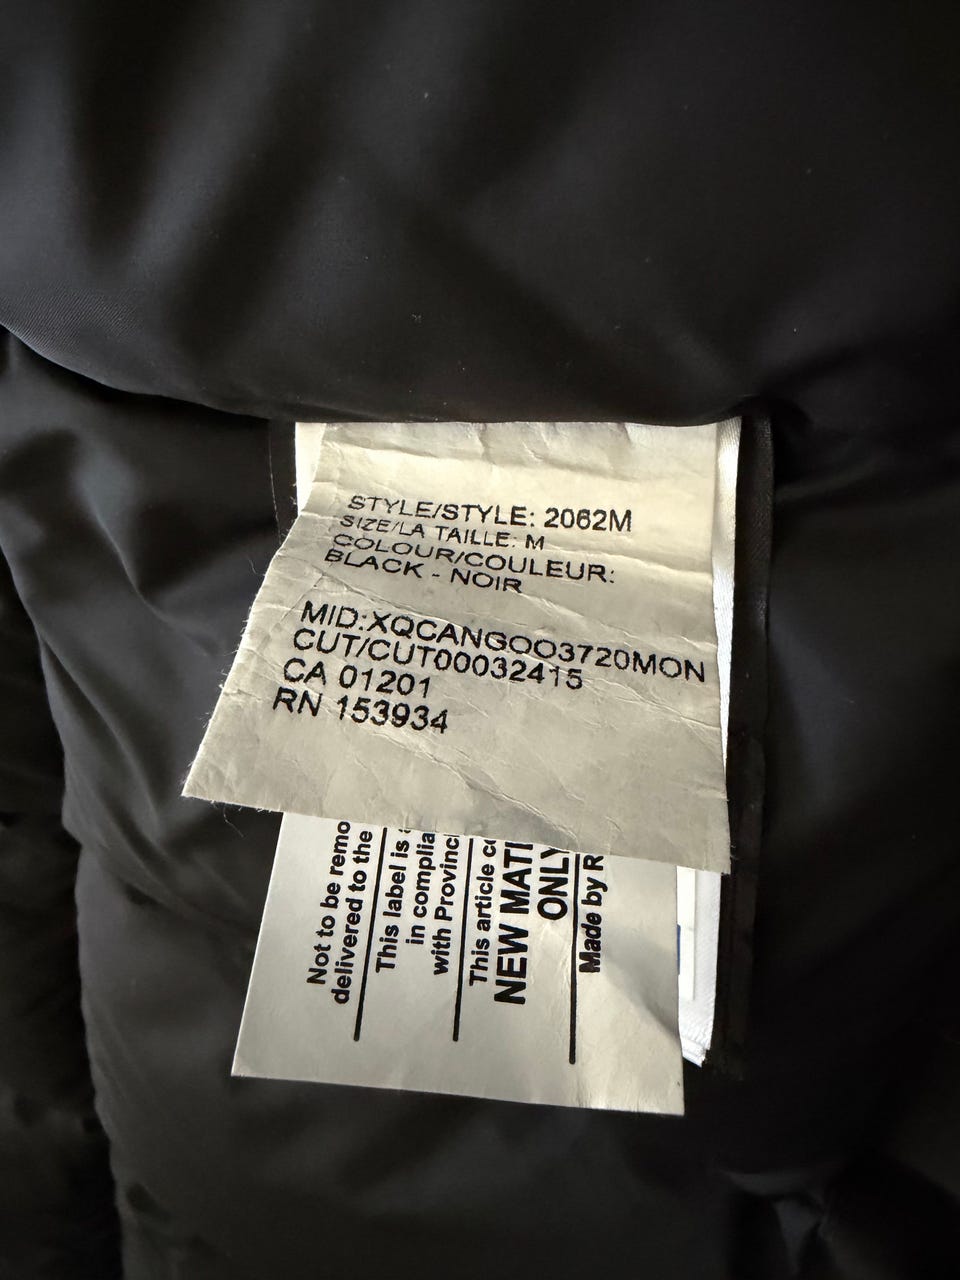 STYLE/STYLE: 2062M
SIZE/LA TAILLE: M
COLOUR/COULEUR:
BLACK - NOIR
MID:XQCANGOO3720MON
CUT/CUT00032415
CA 01201
RN 153934
Not to be remo
delivered to the
This label is
in complia
with Provinc
This article co
NEW MATE
ONLY
Made by R